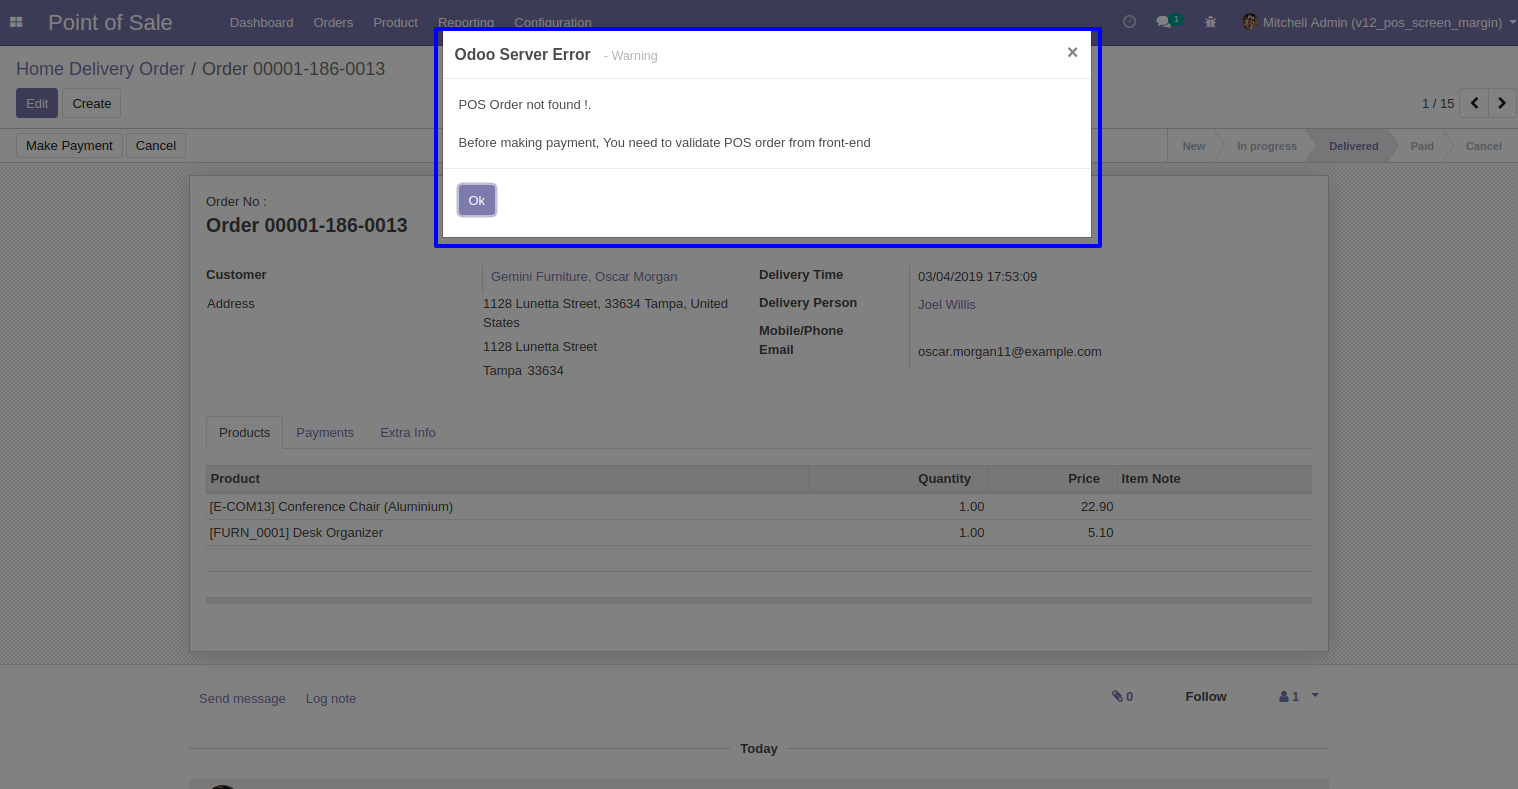 Point of Sale Dashboard Orders Product Reporting Configuration 1 Mitchell Admin (v12_pos_screen_margin)
Odoo Server Error - Warning ×
Home Delivery Order / Order 00001-186-0013
Edit Create 1 / 15
POS Order not found !.
Before making payment, You need to validate POS order from front-end
Make Payment Cancel New In progress Delivered Paid Cancel
Ok
Order No :
Order 00001-186-0013
Customer Gemini Furniture, Oscar Morgan Delivery Time 03/04/2019 17:53:09
Address 1128 Lunetta Street, 33634 Tampa, United Delivery Person Joel Willis
States
Mobile/Phone
1128 Lunetta Street Email oscar.morgan11@example.com
Tampa 33634
Products Payments Extra Info
Product Quantity Price Item Note
[E-COM13] Conference Chair (Aluminium) 1.00 22.90
[FURN_0001] Desk Organizer 1.00 5.10
Send message Log note 0 Follow 1
Today